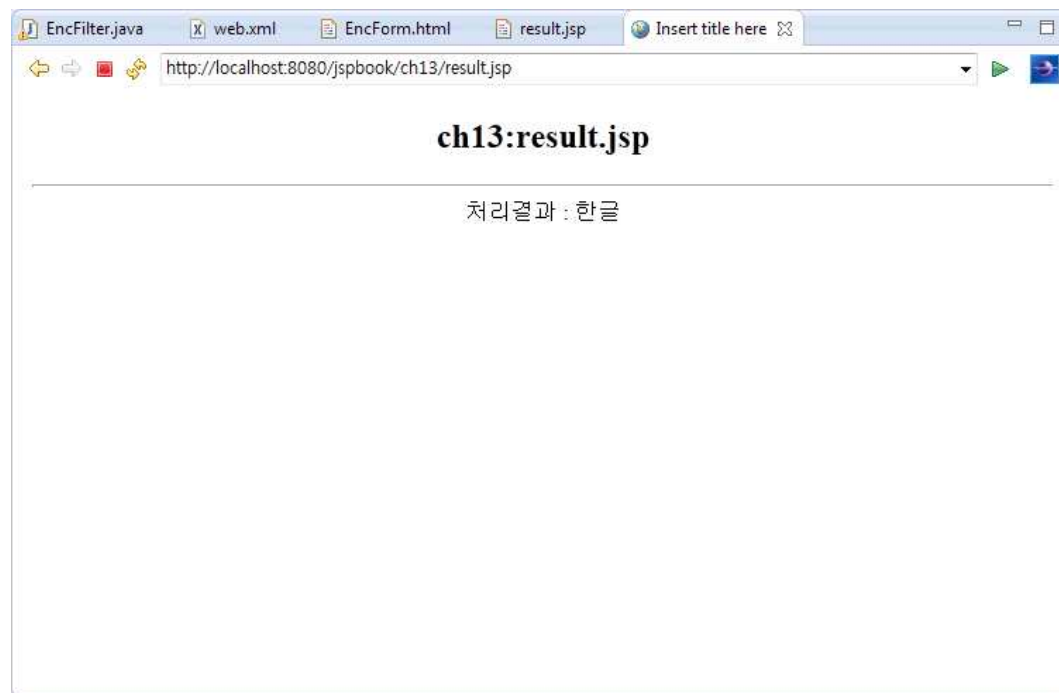 EncFilter.java web.xml EncForm.html result.jsp Insert title here
http://localhost:8080/jspbook/ch13/result.jsp
ch13:result.jsp
처리결과 : 한글